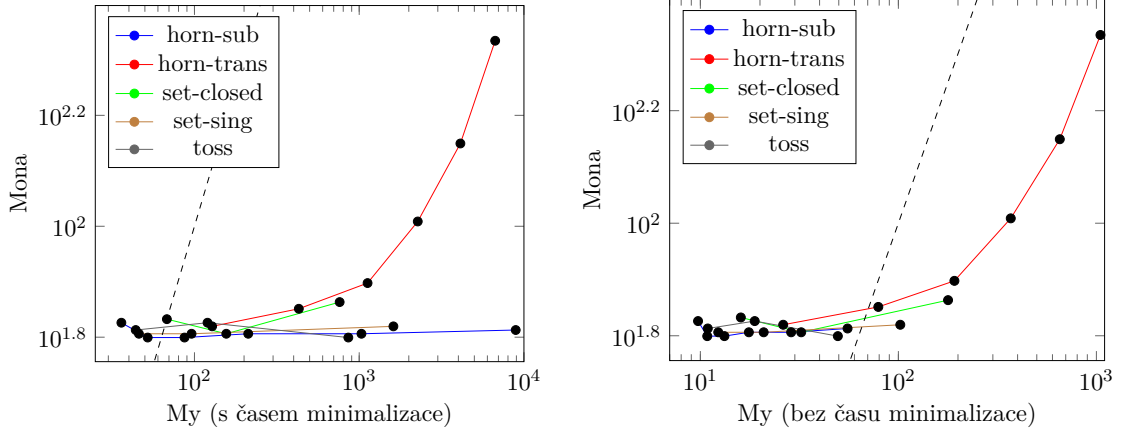 horn-sub
horn-trans
set-closed
set-sing
toss
Mona
10^2.2
10^2
10^1.8
10^2
10^3
10^4
My (s časem minimalizace)
horn-sub
horn-trans
set-closed
set-sing
toss
Mona
10^2.2
10^2
10^1.8
10^1
10^2
10^3
My (bez času minimalizace)